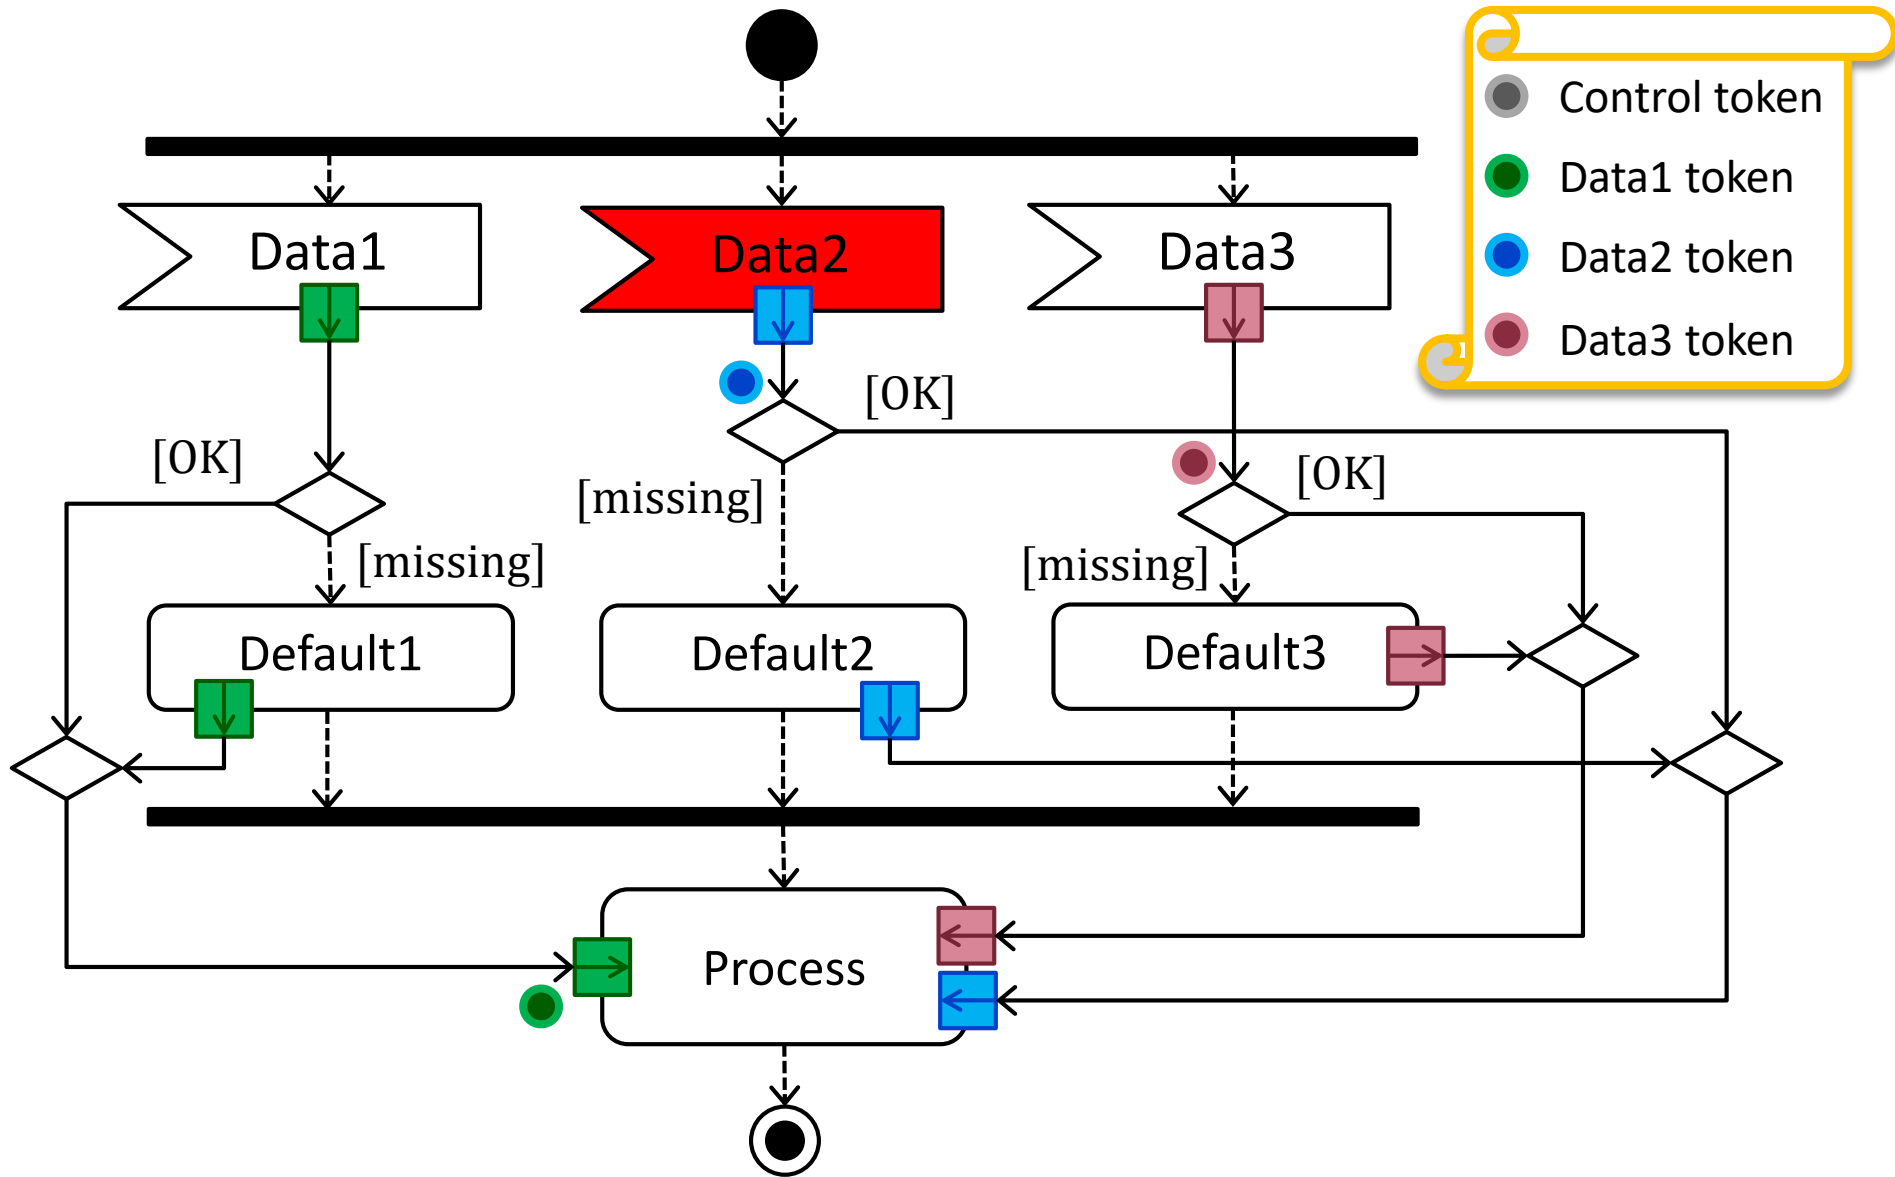 Control token
Data1 token
Data2 token
Data3 token
Data1
Data2
Data3
[OK]
[OK]
[OK]
[missing]
[missing]
[missing]
Default1
Default2
Default3
Process